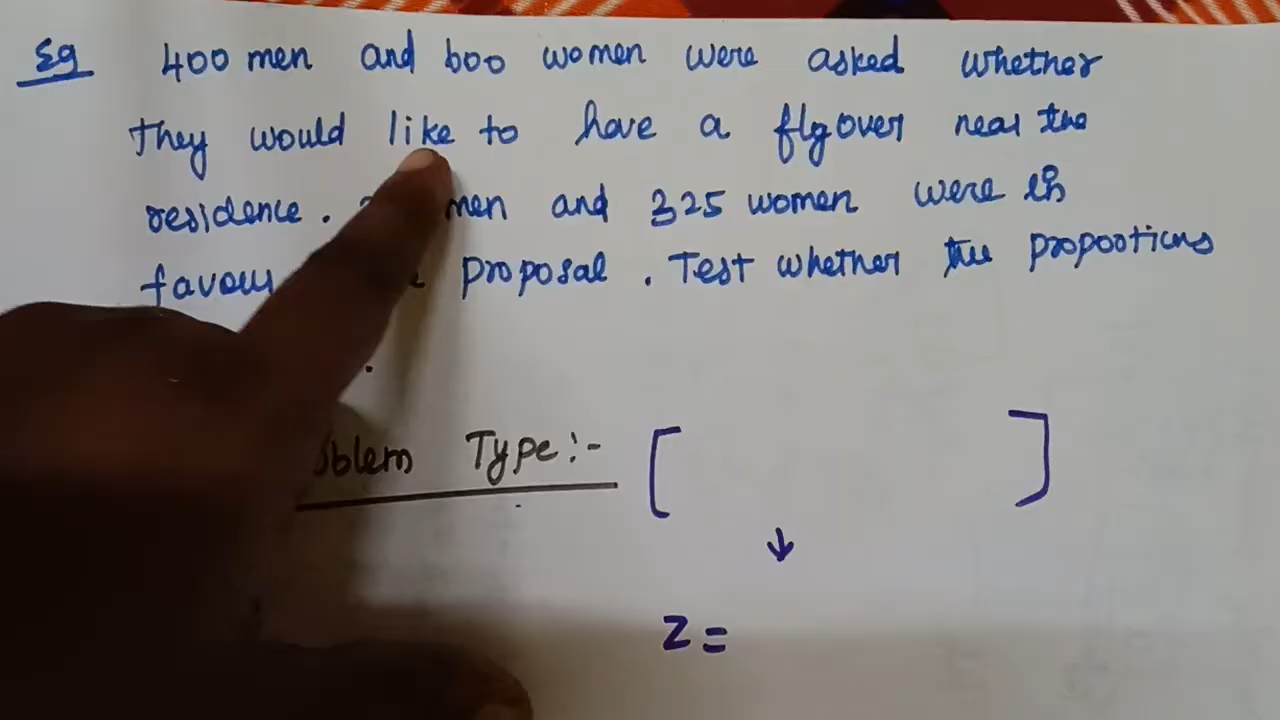 Eg 400 men and 600 women were asked whether
They would like to have a flyover near the
residence. men and 325 women were in
favour proposal. Test whether the proportions
Problem Type:- [ ]
↓
Z =